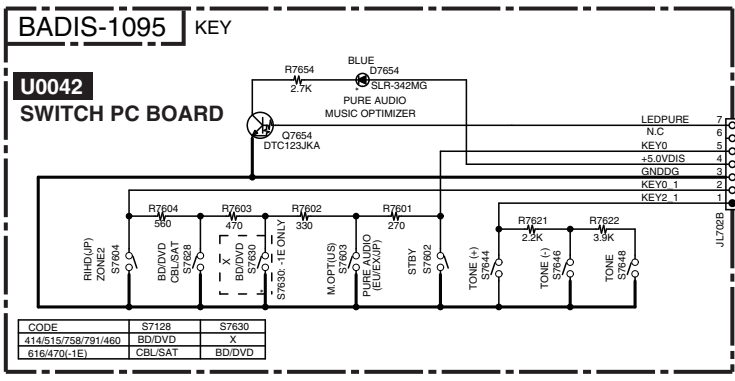 BADIS-1095 KEY
U0042
SWITCH PC BOARD
BLUE
R7654 D7654
2.7K SLR-342MG
PURE AUDIO
MUSIC OPTIMIZER
Q7654
DTC123JKA
LEDPURE 7
N.C 6
KEY0 5
+5.0VDIS 4
GNDDG 3
KEY0_1 2
KEY2_1 1
JL702B
R7604 R7603 R7602 R7601
560 470 330 270
R7621 R7622
2.2K 3.9K
RIHD(JP)
ZONE2
S7604
BD/DVD
CBL/SAT
S7628
X
BD/DVD
S7630
S7630: -1E ONLY
M.OPT(US)
S7603
PURE AUDIO
(EU/EX/JP)
STBY
S7602
TONE (+)
S7644
TONE (-)
S7646
TONE
S7648
CODE S7128 S7630
414/515/758/791/460 BD/DVD X
616/470(-1E) CBL/SAT BD/DVD